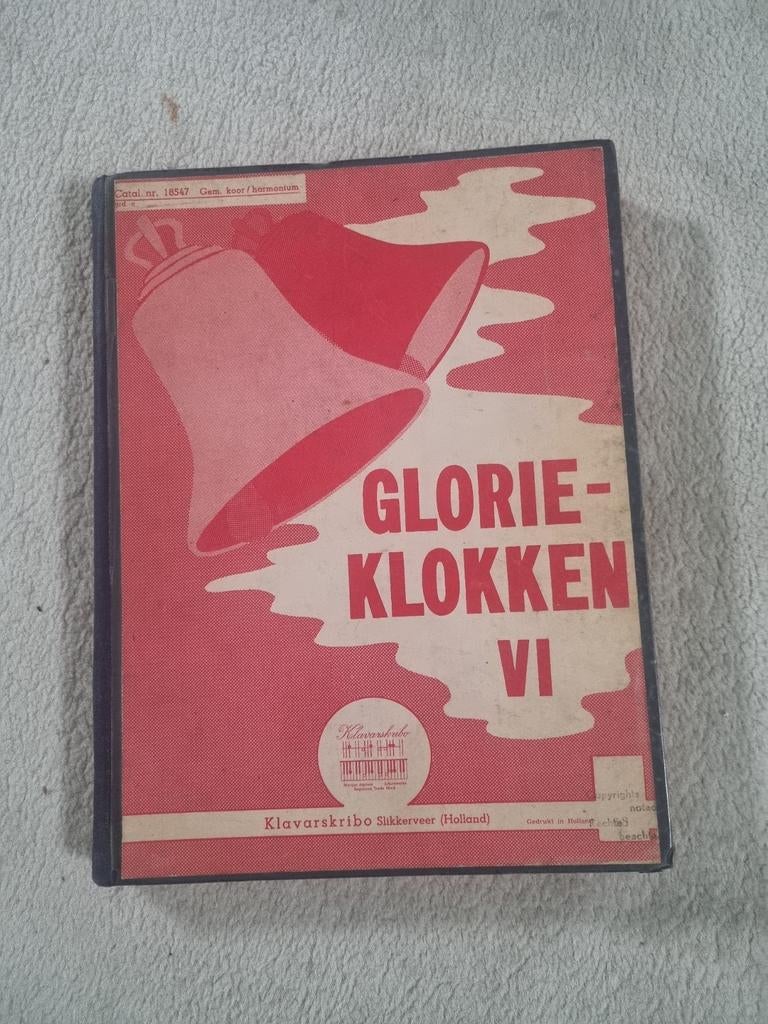 Catal. nr. 18547 Gem. koor / harmonium
GLORIE-
KLOKKEN
VI
Klavarskribo
Klavarskribo Slikkerveer (Holland)
Gedrukt in Holland